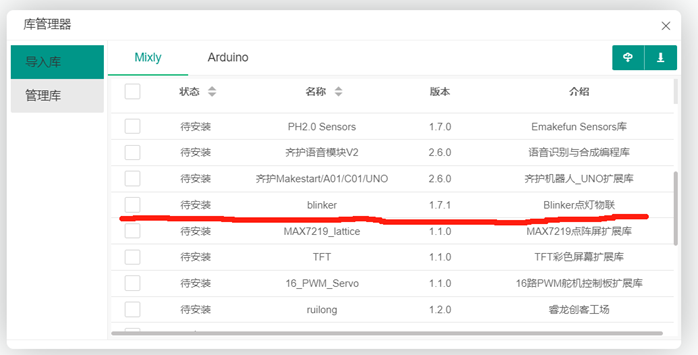 库管理器
导入库
管理库
Mixly Arduino
状态 名称 版本 介绍
待安装 PH2.0 Sensors 1.7.0 Emakefun Sensors库
待安装 齐护语音模块V2 2.6.0 语音识别与合成编程库
待安装 齐护Makestart/A01/C01/UNO 2.6.0 齐护机器人_UNO扩展库
待安装 blinker 1.7.1 Blinker点灯物联
待安装 MAX7219_lattice 1.1.0 MAX7219点阵屏扩展库
待安装 TFT 1.1.0 TFT彩色屏幕扩展库
待安装 16_PWM_Servo 1.1.0 16路PWM舵机控制板扩展库
待安装 ruilong 1.2.0 睿龙创客工场